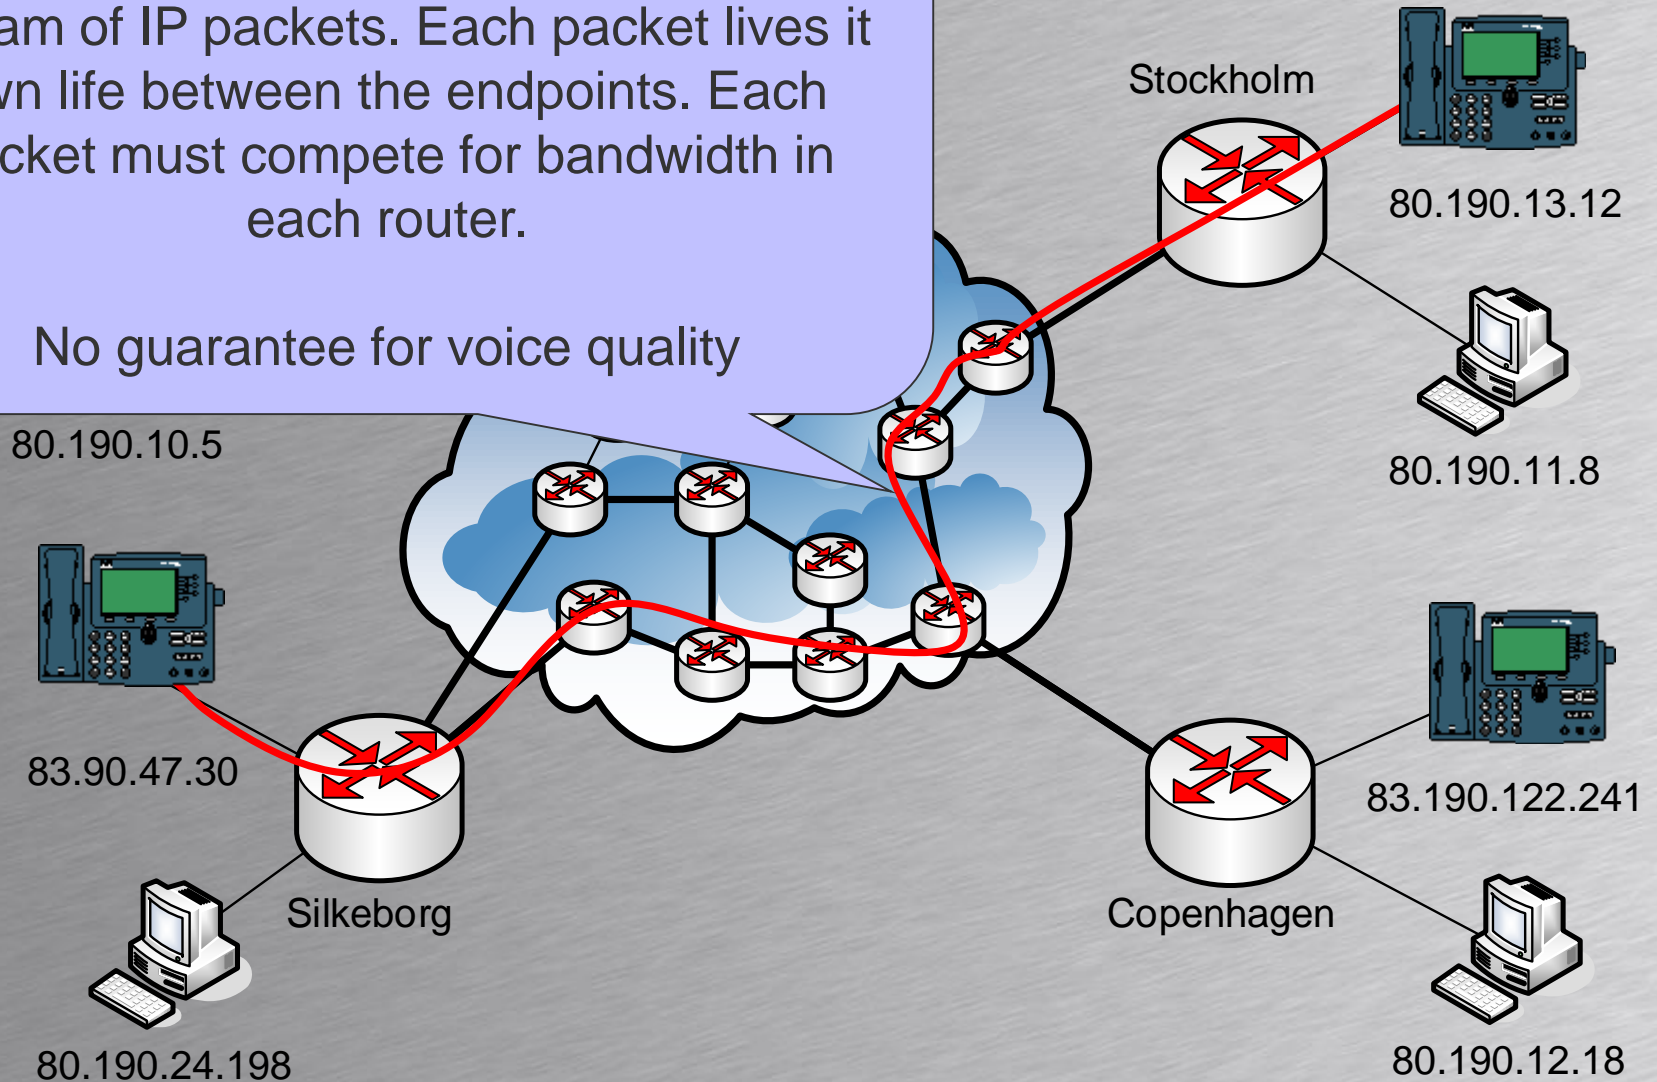 am of IP packets. Each packet lives it
wn life between the endpoints. Each
cket must compete for bandwidth in
each router.
No guarantee for voice quality
Stockholm
80.190.13.12
80.190.11.8
80.190.10.5
83.90.47.30
83.190.122.241
Silkeborg
Copenhagen
80.190.24.198
80.190.12.18